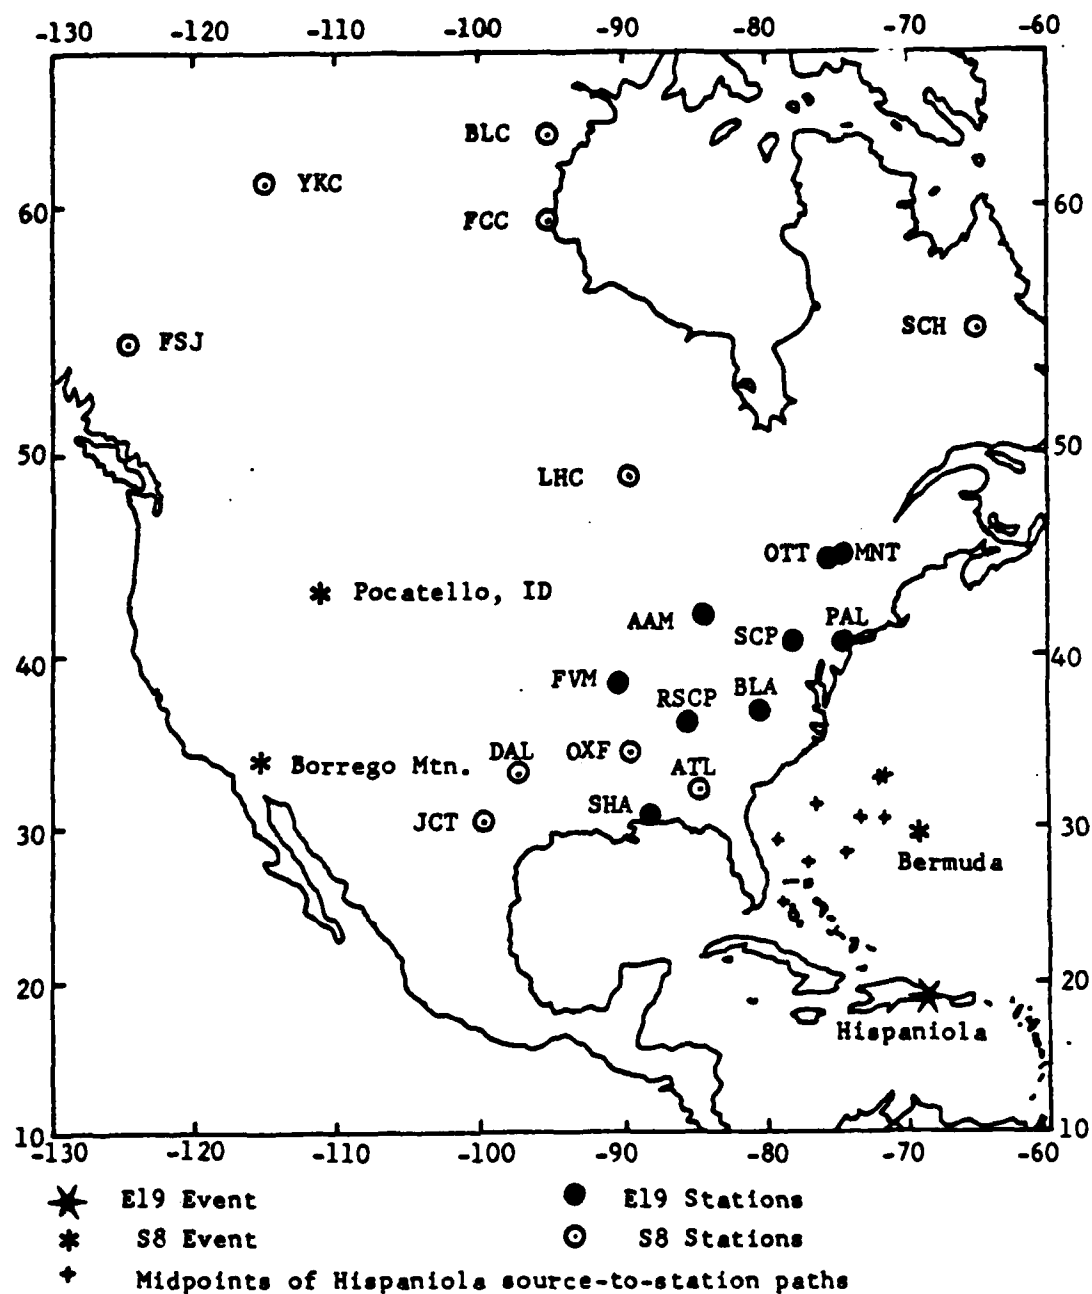 -130 -120 -110 -100 -90 -80 -70 -60
BLC
YKC
60 FCC 60
SCH
FSJ
50 50
LHC
OTT MNT
Pocatello, ID
AAM PAL
SCP
40 40
FVM BLA
RSCP
DAL OXF
Borrego Mtn. ATL
SHA
JCT
30 30
Bermuda
20 20
Hispaniola
10 10
-130 -120 -110 -100 -90 -80 -70 -60
E19 Event E19 Stations
S8 Event S8 Stations
Midpoints of Hispaniola source-to-station paths